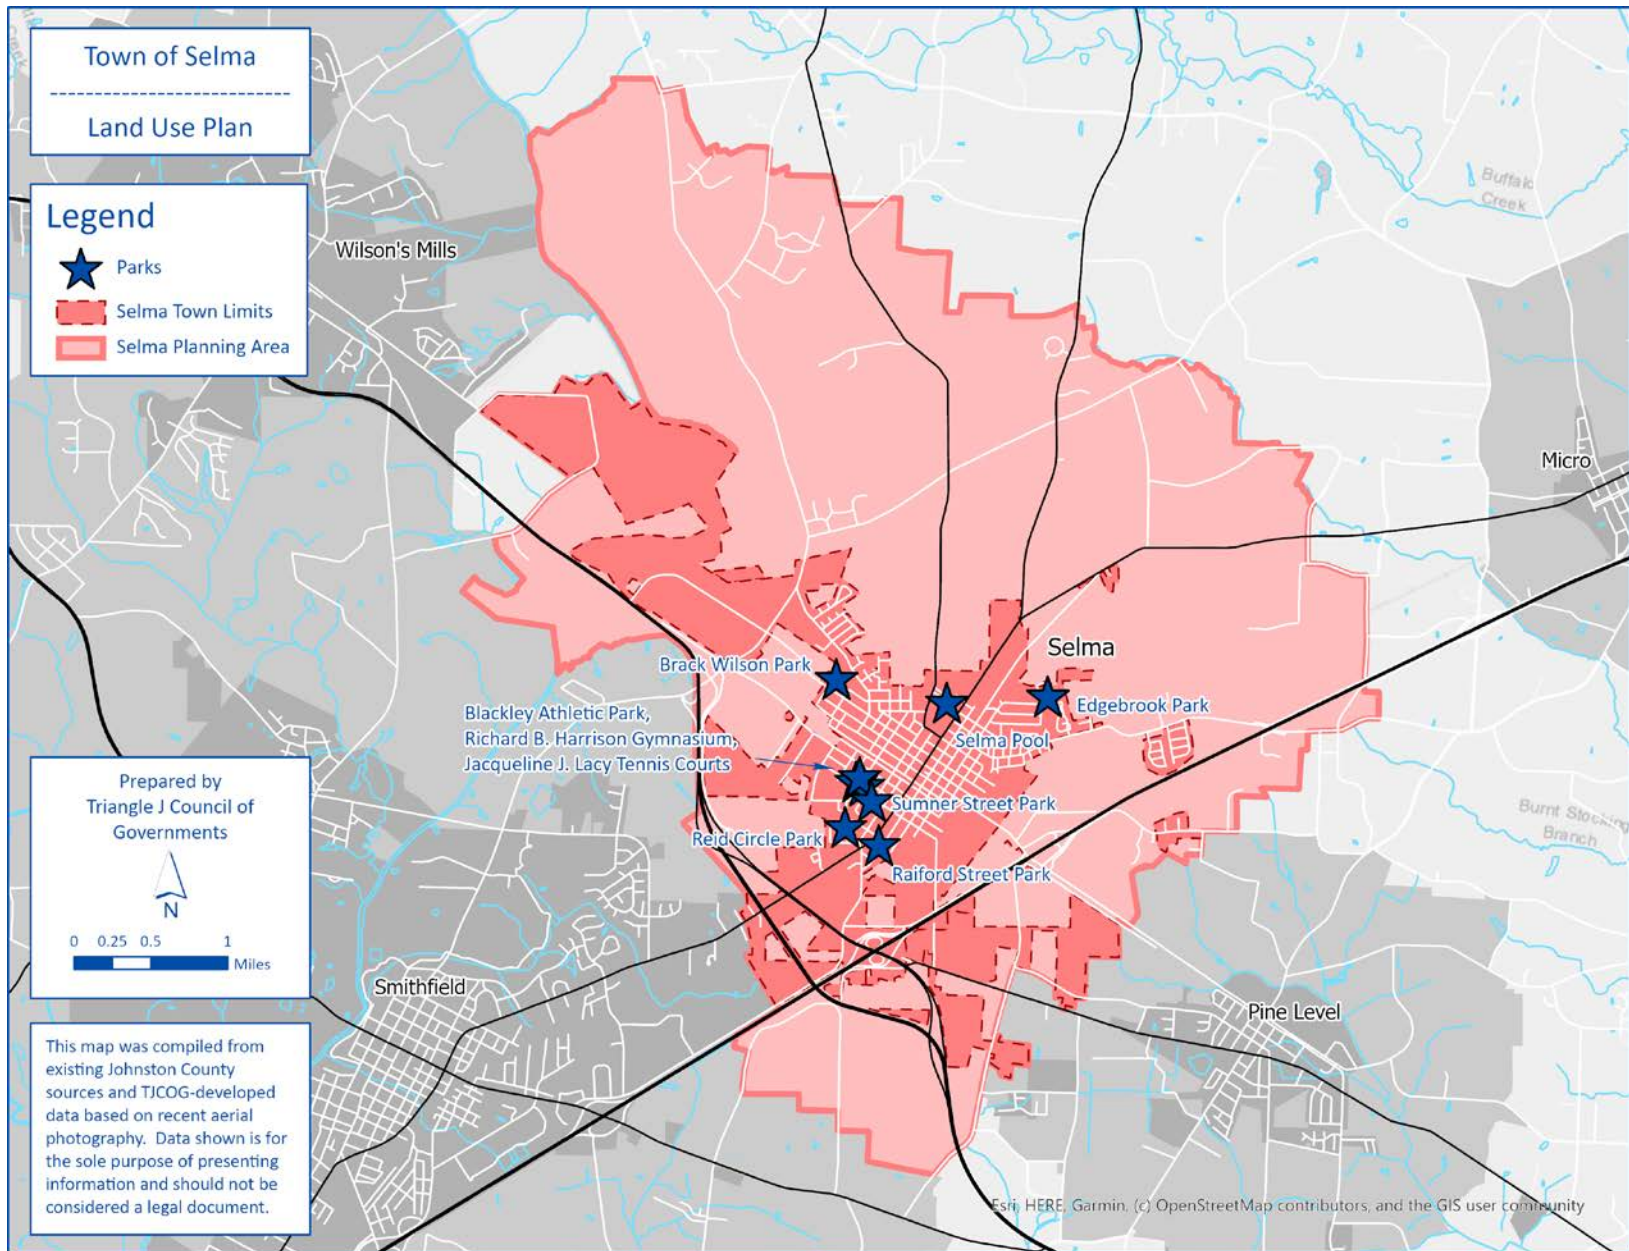 Town of Selma
Land Use Plan
Legend
Parks
Selma Town Limits
Selma Planning Area
Creek
Buffalo
Creek
Wilson's Mills
Micro
Selma
Brack Wilson Park
Edgebrook Park
Selma Pool
Blackley Athletic Park,
Richard B. Harrison Gymnasium,
Jacqueline J. Lacy Tennis Courts
Sumner Street Park
Reid Circle Park
Raiford Street Park
Burnt Stocking
Branch
Prepared by
Triangle J Council of
Governments
N
0 0.25 0.5 1
Miles
Smithfield
Pine Level
This map was compiled from
existing Johnston County
sources and TJCOG-developed
data based on recent aerial
photography. Data shown is for
the sole purpose of presenting
information and should not be
considered a legal document.
Esri, HERE, Garmin, (c) OpenStreetMap contributors, and the GIS user community